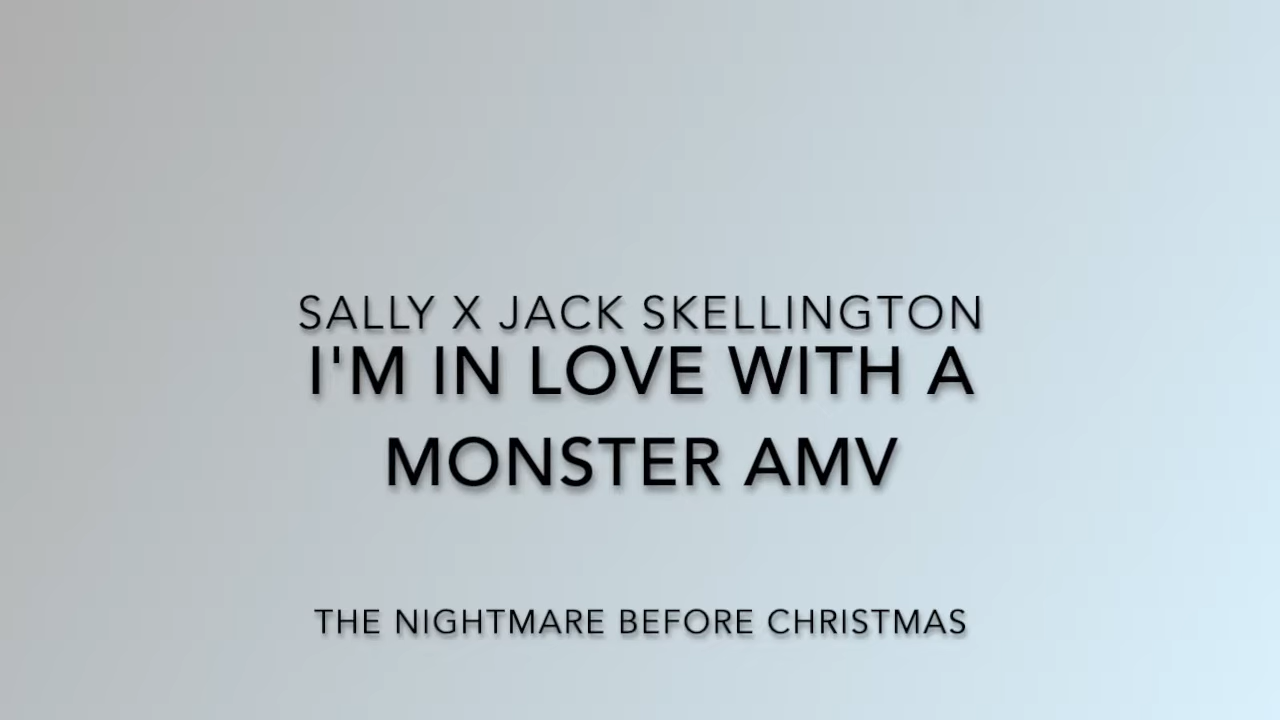 SALLY X JACK SKELLINGTON
I'M IN LOVE WITH A
MONSTER AMV
THE NIGHTMARE BEFORE CHRISTMAS